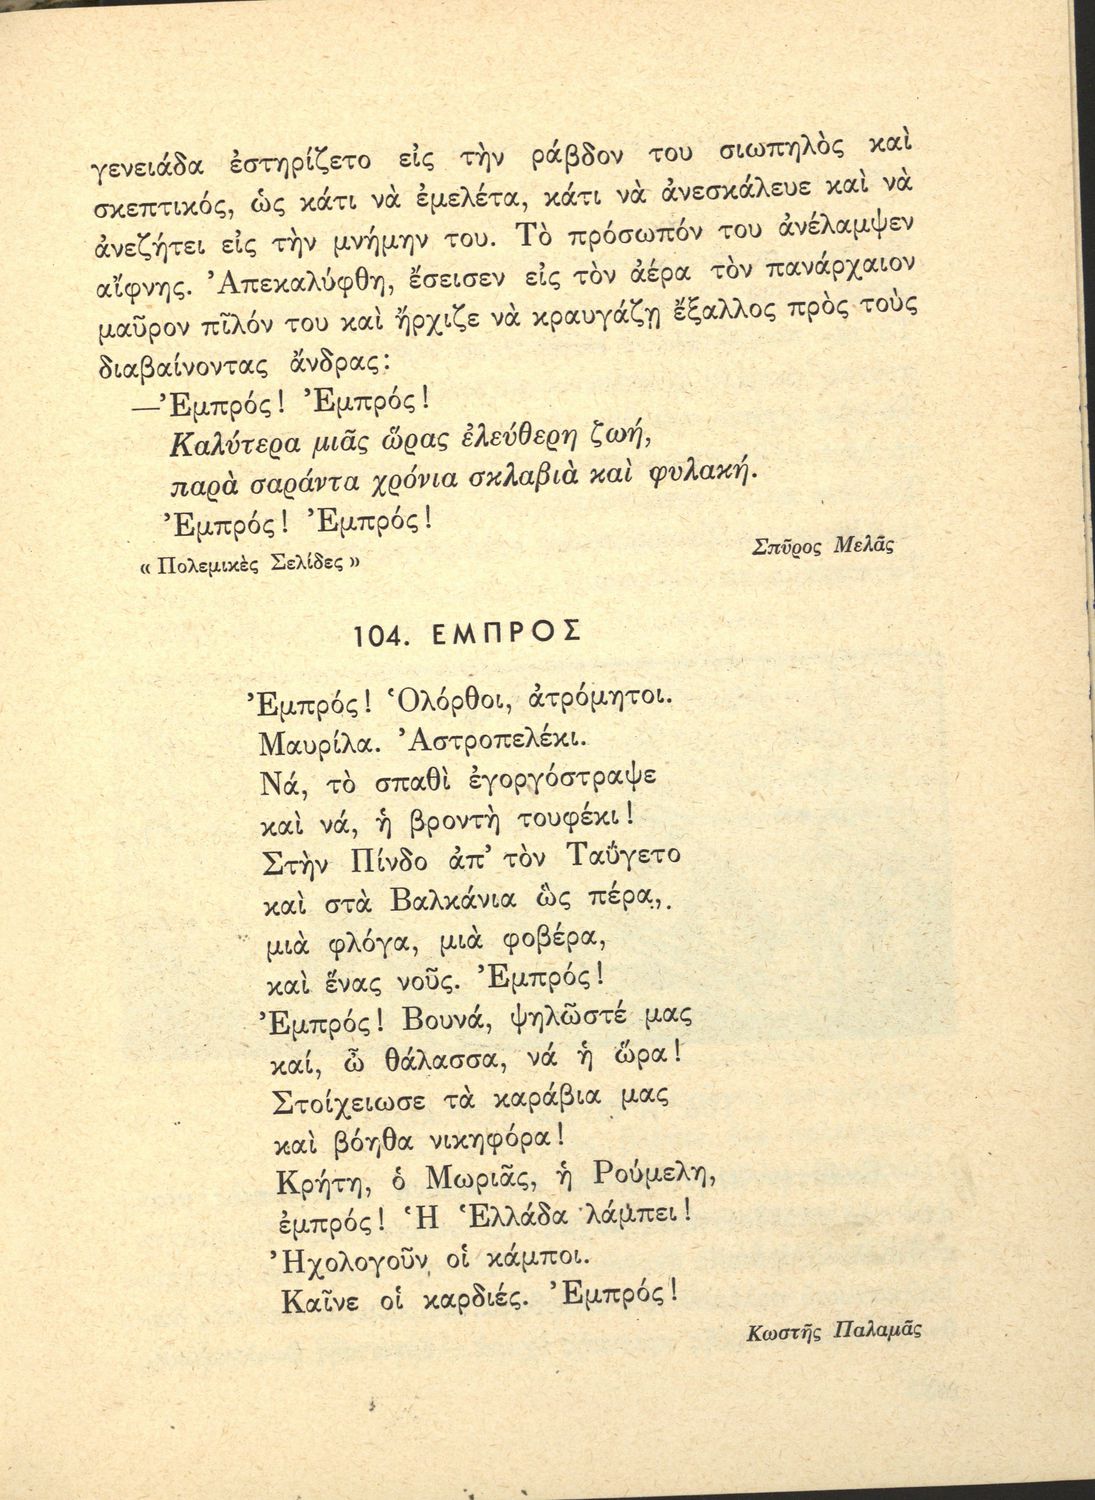 γενειάδα ἐστηρίζετο εἰς τὴν ράβδον του σιωπηλὸς καὶ
σκεπτικός, ὡς κάτι νὰ ἐμελέτα, κάτι νὰ ἀνεσκάλευε καὶ νὰ
ἀνεζήτει εἰς τὴν μνήμην του. Τὸ πρόσωπόν του ἀνέλαμψεν
αἴφνης. Ἀπεκαλύφθη, ἔσεισεν εἰς τὸν ἀέρα τὸν πανάρχαιον
μαῦρον πῖλόν του καὶ ἤρχιζε νὰ κραυγάζῃ ἔξαλλος πρὸς τοὺς
διαβαίνοντας ἄνδρας:
—Ἐμπρός! Ἐμπρός!
Καλύτερα μιᾶς ὥρας ἐλεύθερη ζωή,
παρὰ σαράντα χρόνια σκλαβιὰ καὶ φυλακή.
Ἐμπρός! Ἐμπρός!
Σπῦρος Μελᾶς
« Πολεμικὲς Σελίδες »
104. ΕΜΠΡΟΣ
Ἐμπρός! Ὁλόρθοι, ἀτρόμητοι.
Μαυρίλα. Ἀστροπελέκι.
Νά, τὸ σπαθὶ ἐγοργόστραψε
καὶ νά, ἡ βροντὴ τουφέκι!
Στὴν Πίνδο ἀπ' τὸν Ταΰγετο
καὶ στὰ Βαλκάνια ὣς πέρα,.
μιὰ φλόγα, μιὰ φοβέρα,
καὶ ἕνας νοῦς. Ἐμπρός!
Ἐμπρός! Βουνά, ψηλῶστέ μας
καί, ὦ θάλασσα, νά ἡ ὥρα!
Στοίχειωσε τὰ καράβια μας
καὶ βόηθα νικηφόρα!
Κρήτη, ὁ Μωριᾶς, ἡ Ρούμελη,
ἐμπρός! Ἡ Ἑλλάδα λάμπει!
Ἠχολογοῦν οἱ κάμποι.
Καῖνε οἱ καρδιές. Ἐμπρός!
Κωστῆς Παλαμᾶς